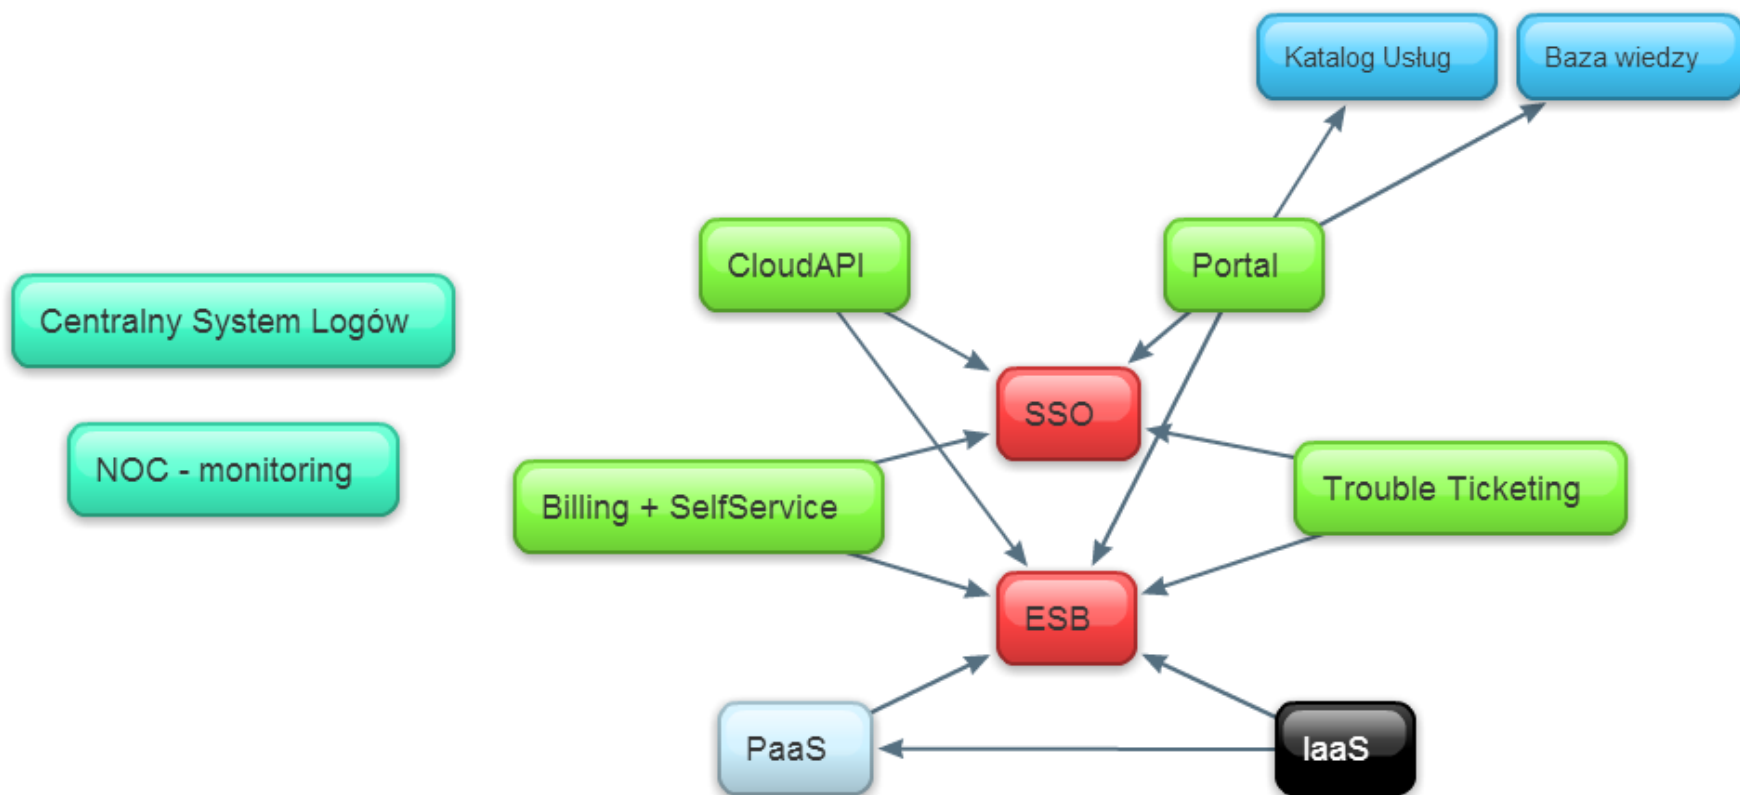 Katalog Usług
Baza wiedzy
CloudAPI
Portal
Centralny System Logów
SSO
NOC - monitoring
Billing + SelfService
Trouble Ticketing
ESB
PaaS
IaaS